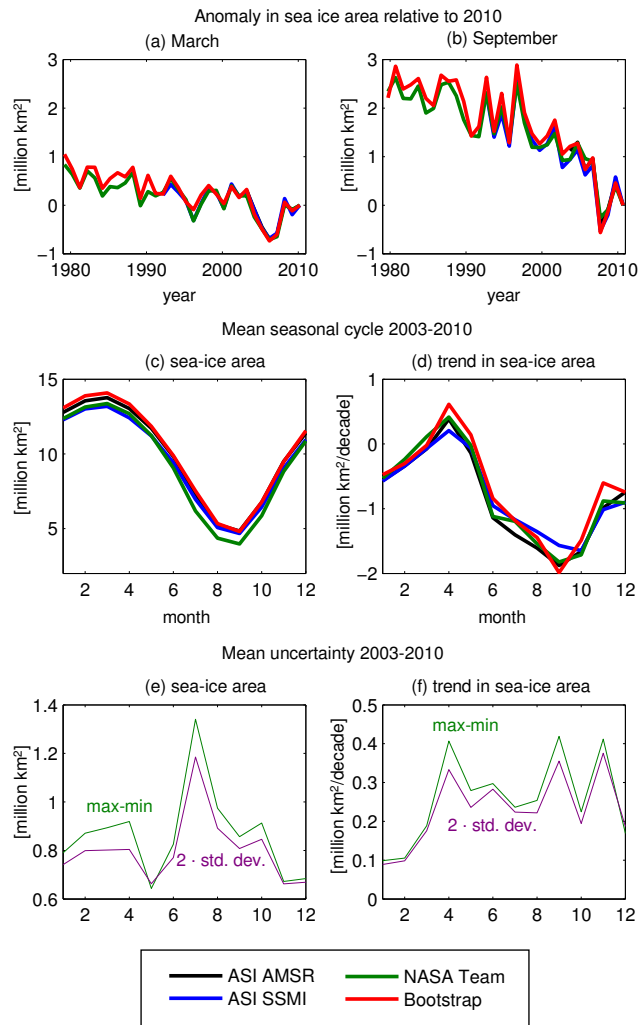 Anomaly in sea ice area relative to 2010
(a) March
(b) September
[million km²]
3
2
1
0
−1
1980 1990 2000 2010
year
3
2
1
0
−1
1980 1990 2000 2010
year
Mean seasonal cycle 2003-2010
(c) sea-ice area
(d) trend in sea-ice area
[million km²]
15
10
5
2 4 6 8 10 12
month
[million km²/decade]
1
0
−1
−2
2 4 6 8 10 12
month
Mean uncertainty 2003-2010
(e) sea-ice area
(f) trend in sea-ice area
[million km²]
1.4
1.2
1
0.8
0.6
max-min
2 · std. dev.
2 4 6 8 10 12
[million km²/decade]
0.5
0.4
0.3
0.2
0.1
0
max-min
2 · std. dev.
2 4 6 8 10 12
ASI AMSR
NASA Team
ASI SSMI
Bootstrap